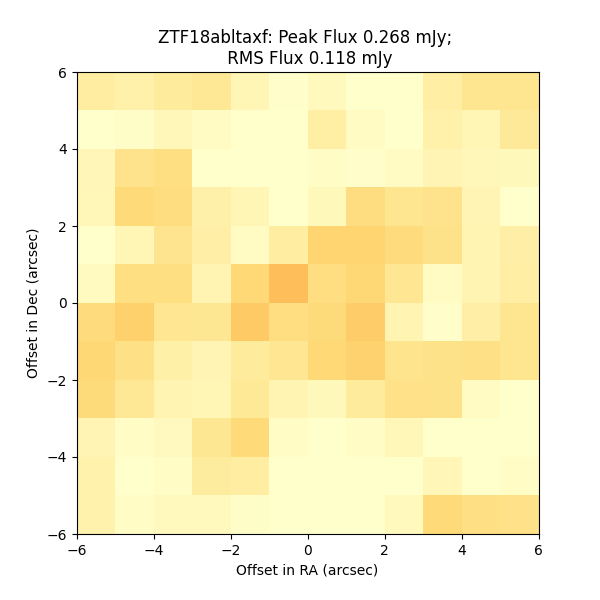 ZTF18abltaxf: Peak Flux 0.268 mJy;
RMS Flux 0.118 mJy
6
4
2
0
−2
−4
−6
Offset in Dec (arcsec)
−6 −4 −2 0 2 4 6
Offset in RA (arcsec)